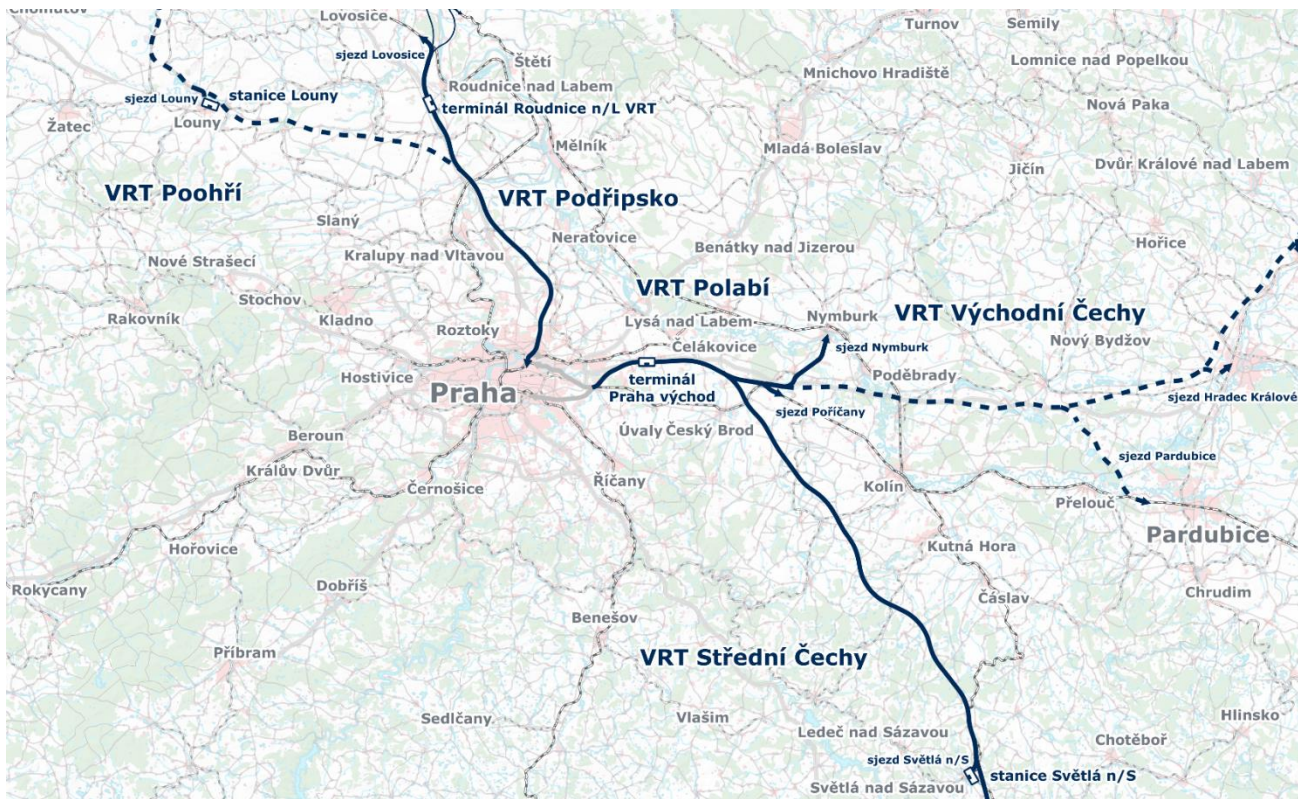 Chomutov
Lovosice
Turnov
Semily
sjezd Lovosice
Štětí
Lomnice nad Popelkou
Mnichovo Hradiště
Roudnice nad Labem
sjezd Louny
stanice Louny
terminál Roudnice n/L VRT
Nová Paka
Žatec
Louny
Mělník
Mladá Boleslav
Jičín
Dvůr Králové nad Labem
VRT Poohří
VRT Podřipsko
Slaný
Neratovice
Benátky nad Jizerou
Hořice
Kralupy nad Vltavou
Nové Strašecí
VRT Polabí
Stochov
Rakovník
Kladno
Roztoky
Lysá nad Labem
Nymburk
VRT Východní Čechy
Nový Bydžov
Čelákovice
sjezd Nymburk
Hostivice
terminál
Praha východ
Poděbrady
sjezd Hradec Králové
Praha
sjezd Poříčany
Úvaly
Český Brod
Beroun
sjezd Pardubice
Králův Dvůr
Černošice
Říčany
Kolín
Přelouč
Pardubice
Hořovice
Kutná Hora
Rokycany
Dobříš
Čáslav
Chrudim
Benešov
Příbram
VRT Střední Čechy
Sedlčany
Vlašim
Ledeč nad Sázavou
Hlinsko
Chotěboř
sjezd Světlá n/S
stanice Světlá n/S
Světlá nad Sázavou